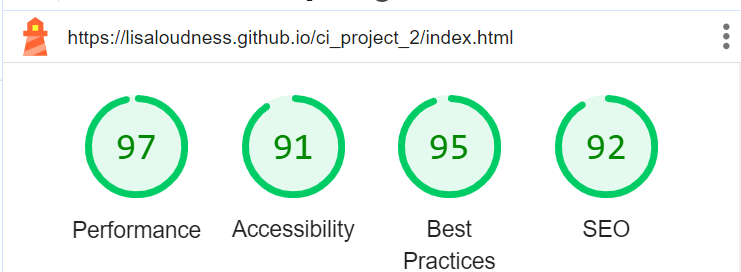 https://lisaloudness.github.io/ci_project_2/index.html
97 91 95 92
Performance Accessibility Best SEO
Practices